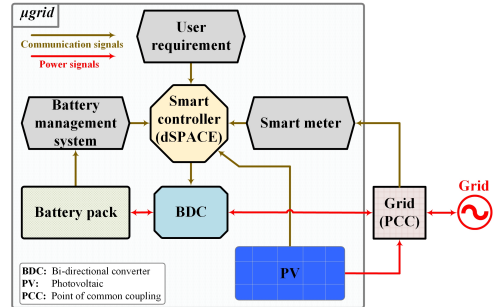 µgrid
Communication signals
Power signals
User
requirement
Battery
management
system
Smart
controller
(dSPACE)
Smart meter
Battery pack
BDC
Grid
(PCC)
Grid
PV
BDC: Bi-directional converter
PV: Photovoltaic
PCC: Point of common coupling